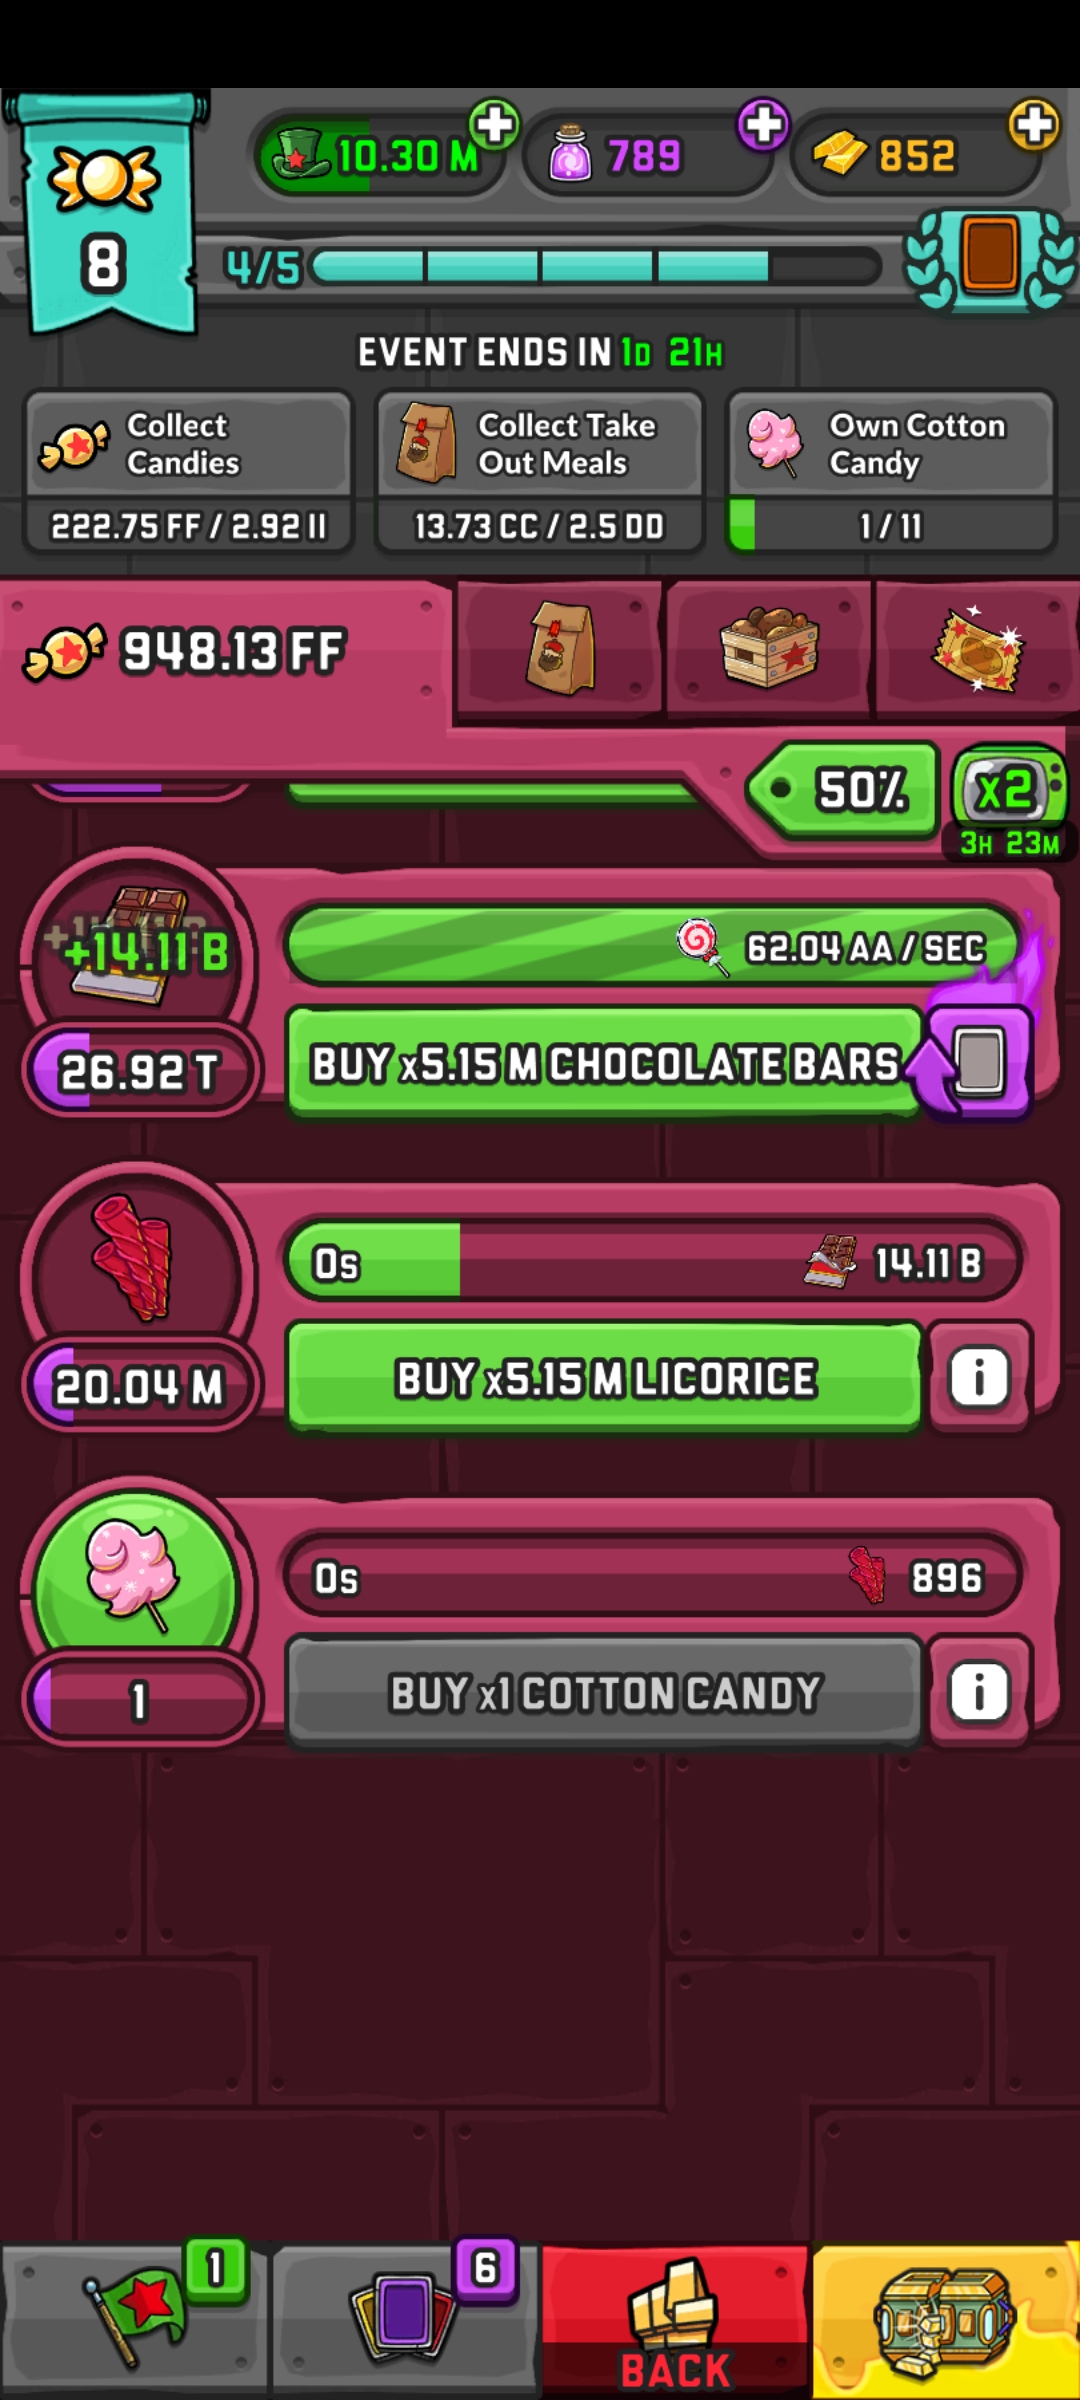 10.30 M
789
852
8
4/5
EVENT ENDS IN 1D 21H
Collect
Candies
222.75 FF / 2.92 II
Collect Take
Out Meals
13.73 CC / 2.5 DD
Own Cotton
Candy
1 / 11
948.13 FF
50%
x2
3H 23M
+14.11 B
62.04 AA / SEC
26.92 T
BUY x5.15 M CHOCOLATE BARS
0s
14.11 B
20.04 M
BUY x5.15 M LICORICE
i
0s
896
1
BUY x1 COTTON CANDY
i
1
6
BACK